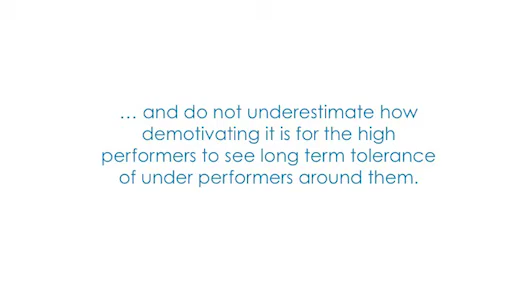 … and do not underestimate how
demotivating it is for the high
performers to see long term tolerance
of under performers around them.